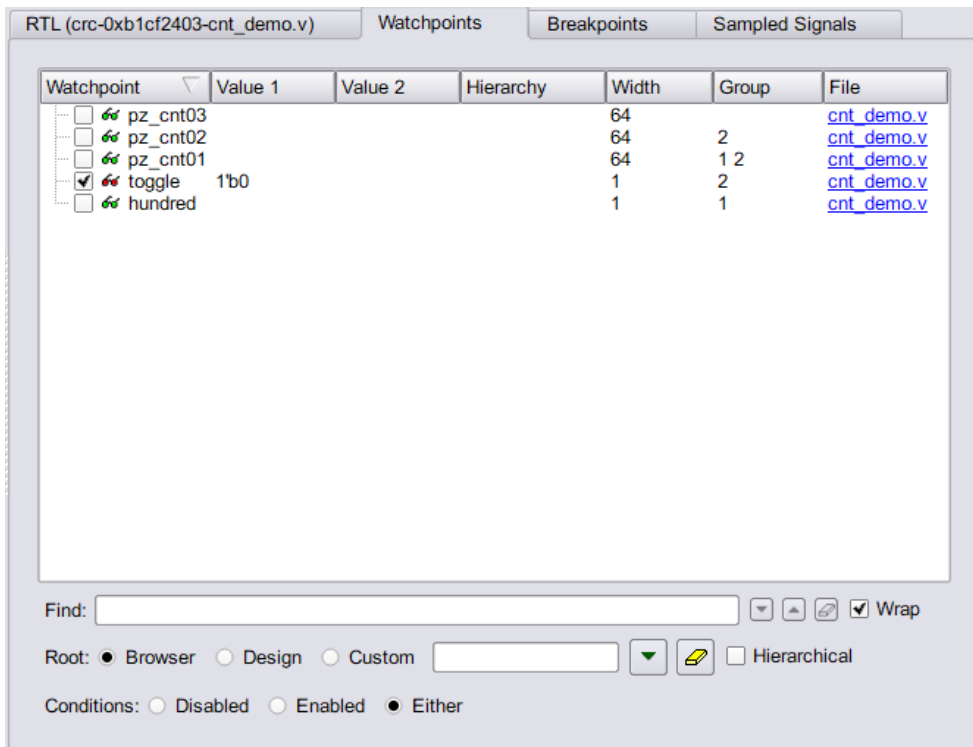 RTL (crc-0xb1cf2403-cnt_demo.v) Watchpoints Breakpoints Sampled Signals
Watchpoint Value 1 Value 2 Hierarchy Width Group File
pz_cnt03 64 cnt_demo.v
pz_cnt02 64 2 cnt_demo.v
pz_cnt01 64 1 2 cnt_demo.v
toggle 1'b0 1 2 cnt_demo.v
hundred 1 1 cnt_demo.v
Find: Wrap
Root: Browser Design Custom Hierarchical
Conditions: Disabled Enabled Either